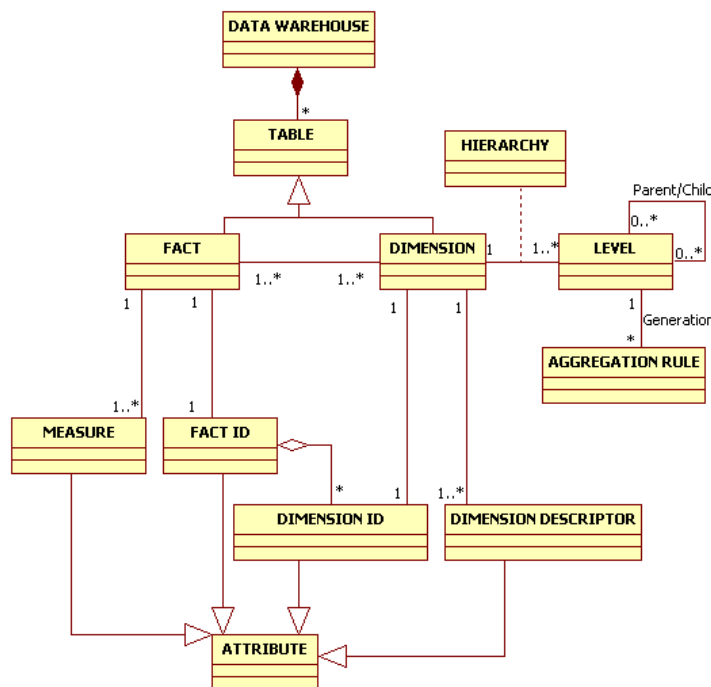 DATA WAREHOUSE
*
TABLE
HIERARCHY
Parent/Child
0..*
FACT
DIMENSION
1
1..*
LEVEL
0..*
1..*
1..*
1
1
1
1
1
Generation
*
AGGREGATION RULE
1..*
1
MEASURE
FACT ID
*
1
1..*
DIMENSION ID
DIMENSION DESCRIPTOR
ATTRIBUTE